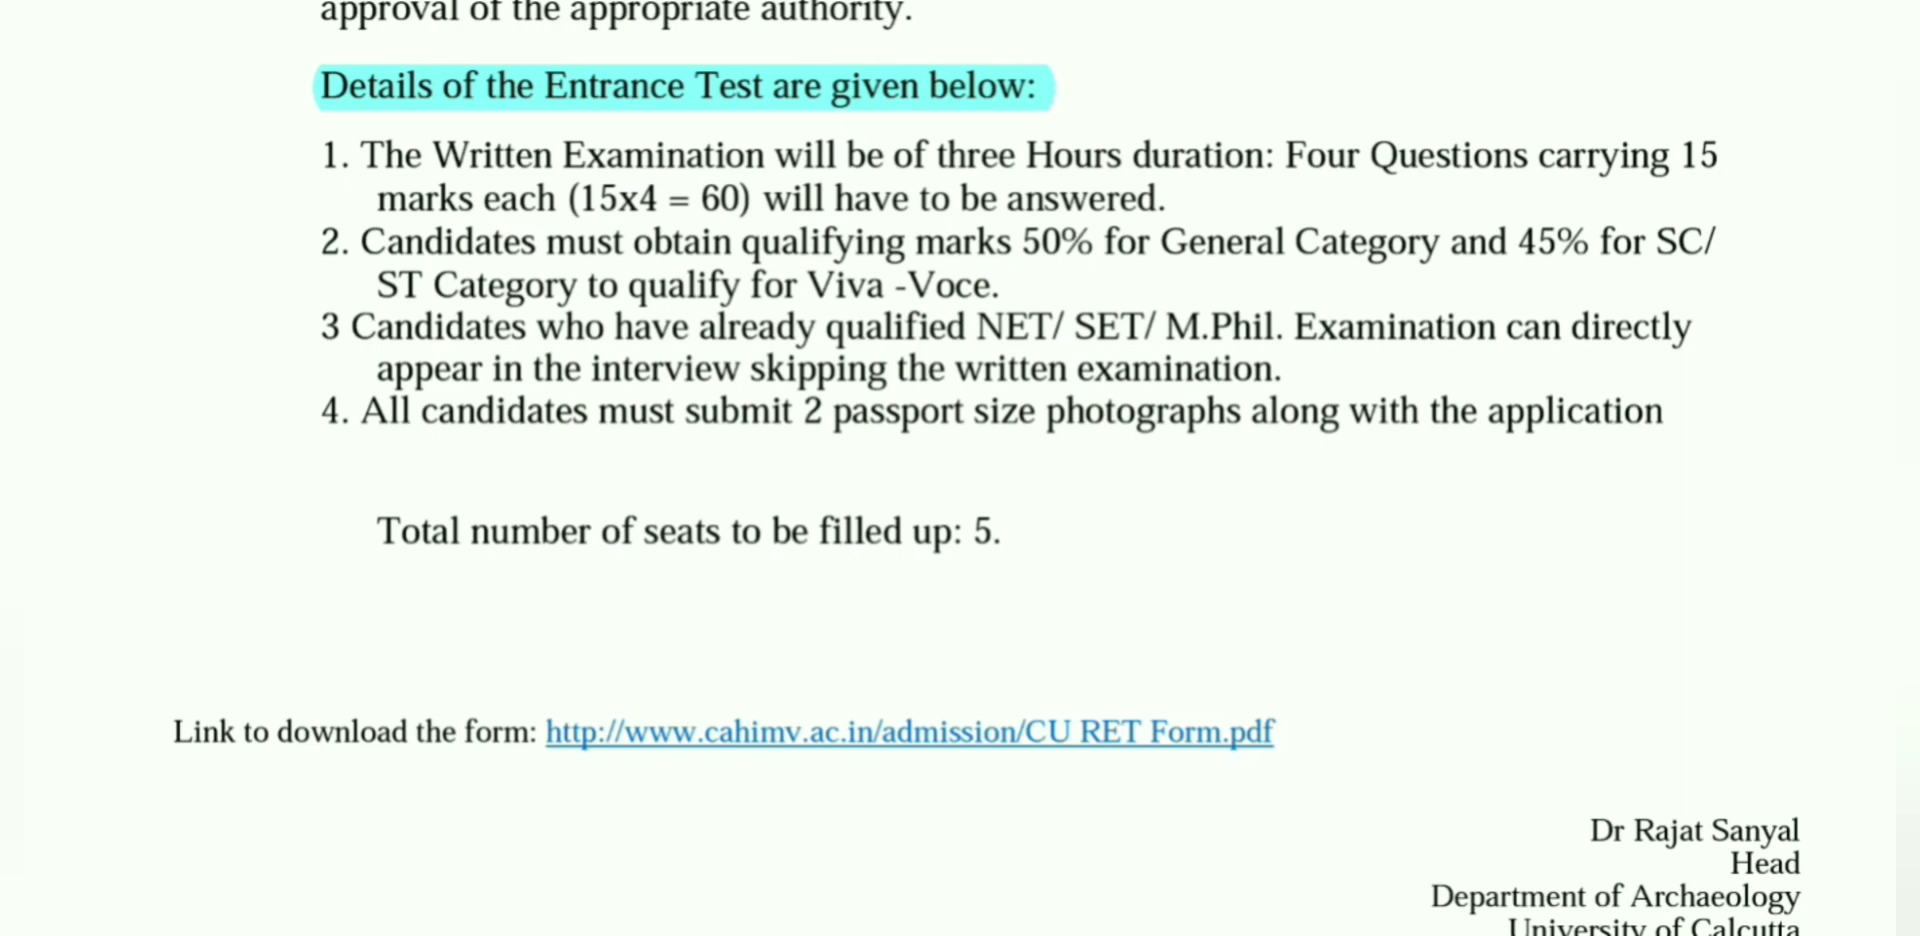 approval of the appropriate authority.
Details of the Entrance Test are given below:
1. The Written Examination will be of three Hours duration: Four Questions carrying 15
marks each (15x4 = 60) will have to be answered.
2. Candidates must obtain qualifying marks 50% for General Category and 45% for SC/
ST Category to qualify for Viva -Voce.
3 Candidates who have already qualified NET/ SET/ M.Phil. Examination can directly
appear in the interview skipping the written examination.
4. All candidates must submit 2 passport size photographs along with the application
Total number of seats to be filled up: 5.
Link to download the form: http://www.cahimv.ac.in/admission/CU RET Form.pdf
Dr Rajat Sanyal
Head
Department of Archaeology
University of Calcutta